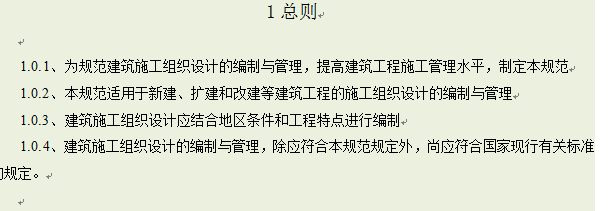 1 总则
1.0.1、为规范建筑施工组织设计的编制与管理，提高建筑工程施工管理水平，制定本规范
1.0.2、本规范适用于新建、扩建和改建等建筑工程的施工组织设计的编制与管理
1.0.3、建筑施工组织设计应结合地区条件和工程特点进行编制
1.0.4、建筑施工组织设计的编制与管理，除应符合本规范规定外，尚应符合国家现行有关标准
规定。